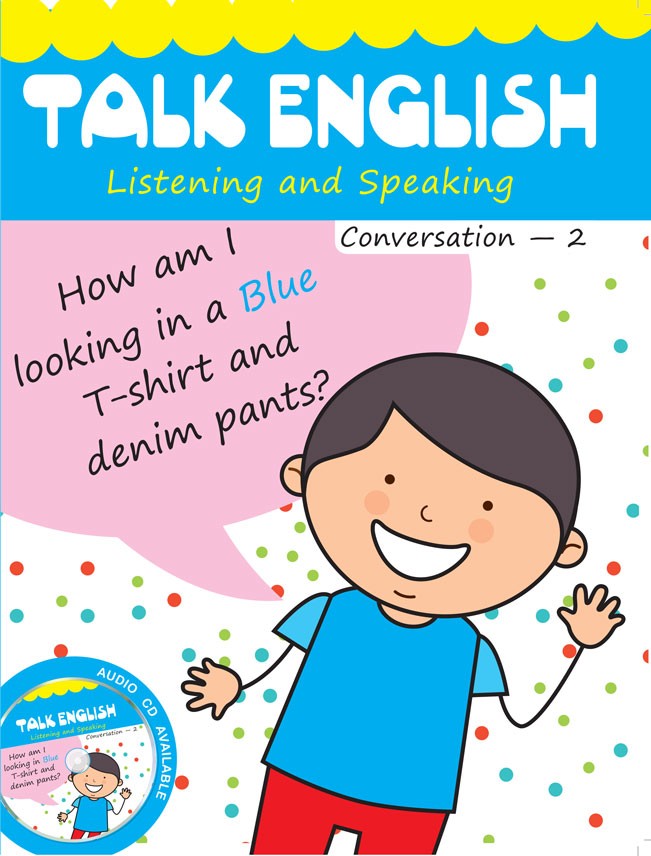 TALK ENGLISH
Listening and Speaking
Conversation – 2
How am I
looking in a Blue
T-shirt and
denim pants?
AUDIO CD AVAILABLE
TALK ENGLISH
Listening and Speaking
Conversation – 2
How am I
looking in Blue
T-shirt and
denim pants?